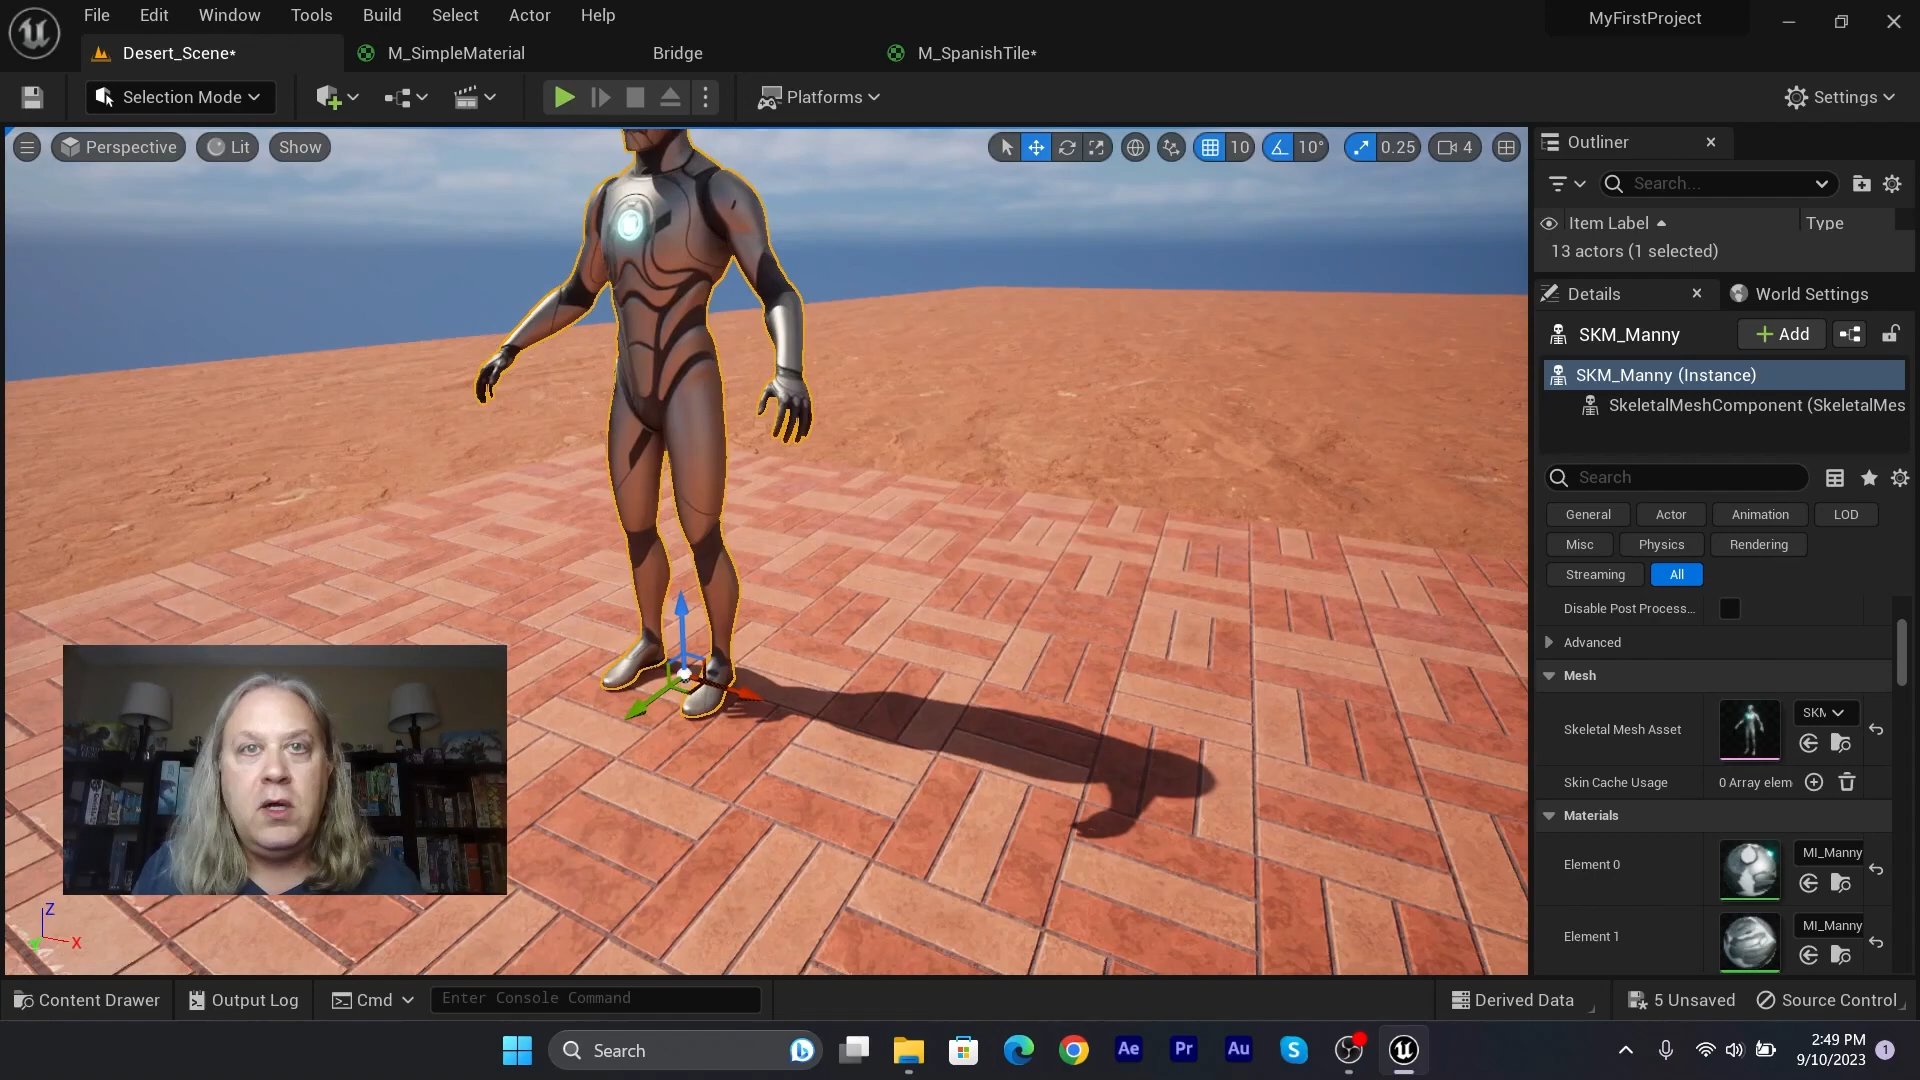 File Edit Window Tools Build Select Actor Help
MyFirstProject
Desert_Scene*
M_SimpleMaterial
Bridge
M_SpanishTile*
Selection Mode
Platforms
Settings
Perspective
Lit
Show
10
10°
0.25
4
Outliner
Search...
Item Label
Type
13 actors (1 selected)
Details
World Settings
SKM_Manny
Add
SKM_Manny (Instance)
SkeletalMeshComponent (SkeletalMes
Search
General Actor Animation LOD
Misc Physics Rendering
Streaming All
Disable Post Process...
Advanced
Mesh
Skeletal Mesh Asset
SKM
Skin Cache Usage
0 Array elem
Materials
Element 0
MI_Manny
Element 1
MI_Manny
Z
X
Content Drawer
Output Log
Cmd
Enter Console Command
Derived Data
5 Unsaved
Source Control
Search
Ae
Pr
Au
S
2:49 PM
9/10/2023
1